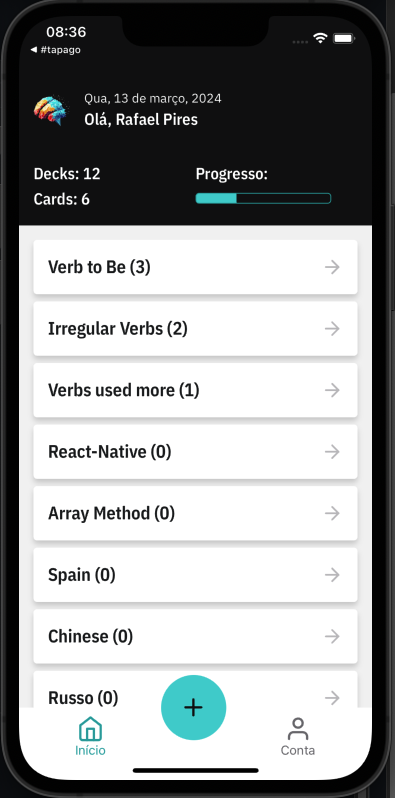 08:36
◀ #tapago
Qua, 13 de março, 2024
Olá, Rafael Pires
Decks: 12
Progresso:
Cards: 6
Verb to Be (3)
Irregular Verbs (2)
Verbs used more (1)
React-Native (0)
Array Method (0)
Spain (0)
Chinese (0)
Russo (0)
Início
Conta